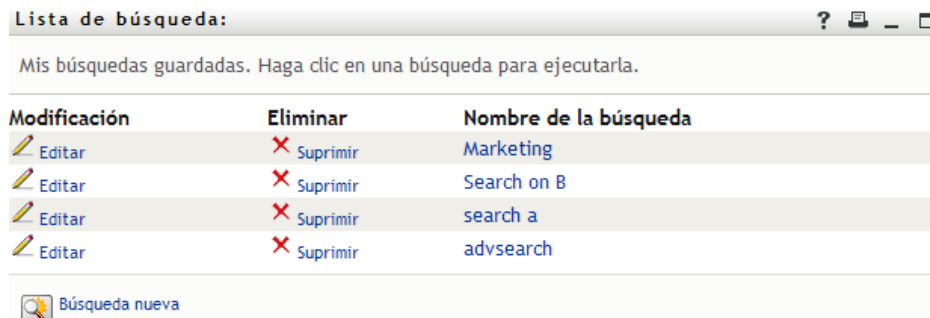 Lista de búsqueda: ?
Mis búsquedas guardadas. Haga clic en una búsqueda para ejecutarla.
Modificación Eliminar Nombre de la búsqueda
Editar Suprimir Marketing
Editar Suprimir Search on B
Editar Suprimir search a
Editar Suprimir advsearch
Búsqueda nueva